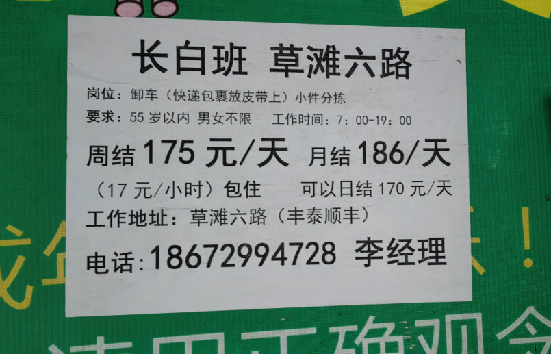 长白班 草滩六路
岗位: 卸车（快递包裹放皮带上）小件分拣
要求: 55岁以内 男女不限 工作时间: 7: 00-19: 00
周结175元/天 月结186/天
（17元/小时）包住 可以日结170元/天
工作地址: 草滩六路（丰泰顺丰）
电话: 18672994728 李经理
正确观念